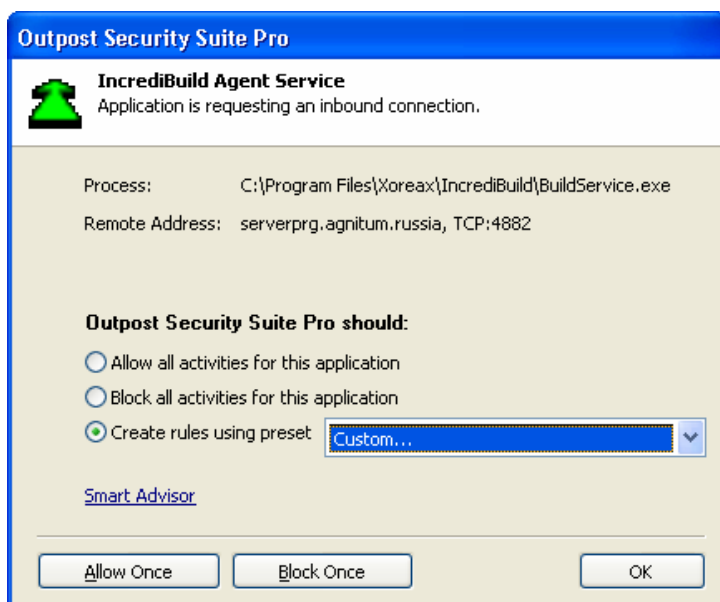 Outpost Security Suite Pro
IncrediBuild Agent Service
Application is requesting an inbound connection.
Process: C:\Program Files\Xoreax\IncrediBuild\BuildService.exe
Remote Address: serverprg.agnitum.russia, TCP:4882
Outpost Security Suite Pro should:
Allow all activities for this application
Block all activities for this application
Create rules using preset Custom...
Smart Advisor
Allow Once Block Once OK